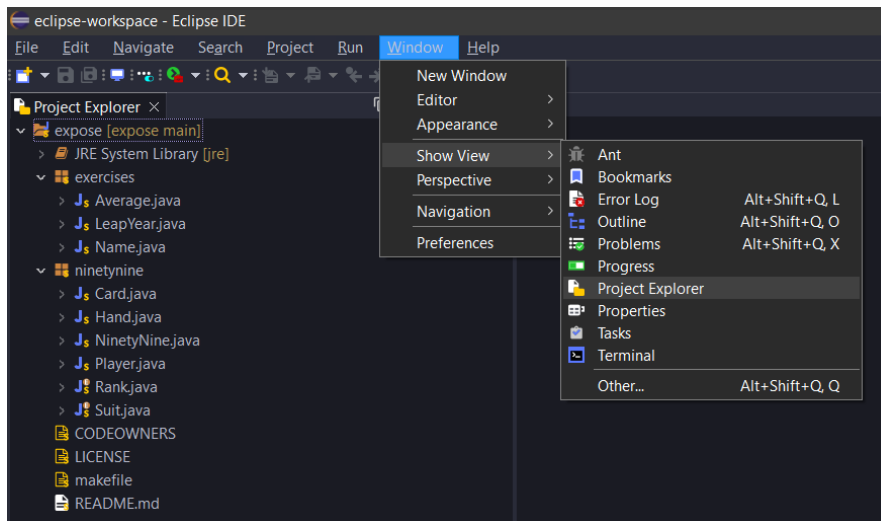 eclipse-workspace - Eclipse IDE
File Edit Navigate Search Project Run Window Help
Project Explorer
expose [expose main]
JRE System Library [jre]
exercises
Average.java
LeapYear.java
Name.java
ninetynine
Card.java
Hand.java
NinetyNine.java
Player.java
Rank.java
Suit.java
CODEOWNERS
LICENSE
makefile
README.md
New Window
Editor
Appearance
Show View
Perspective
Navigation
Preferences
Ant
Bookmarks
Error Log Alt+Shift+Q, L
Outline Alt+Shift+Q, O
Problems Alt+Shift+Q, X
Progress
Project Explorer
Properties
Tasks
Terminal
Other... Alt+Shift+Q, Q